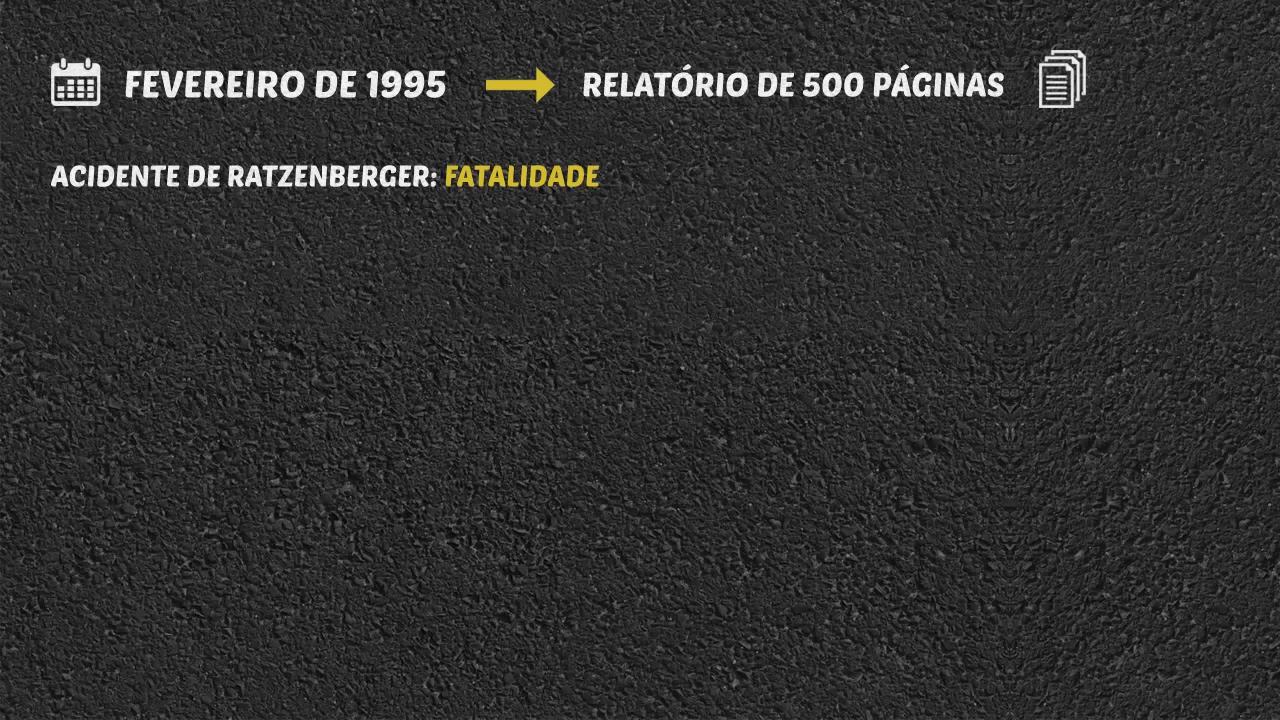 FEVEREIRO DE 1995 RELATÓRIO DE 500 PÁGINAS
ACIDENTE DE RATZENBERGER: FATALIDADE